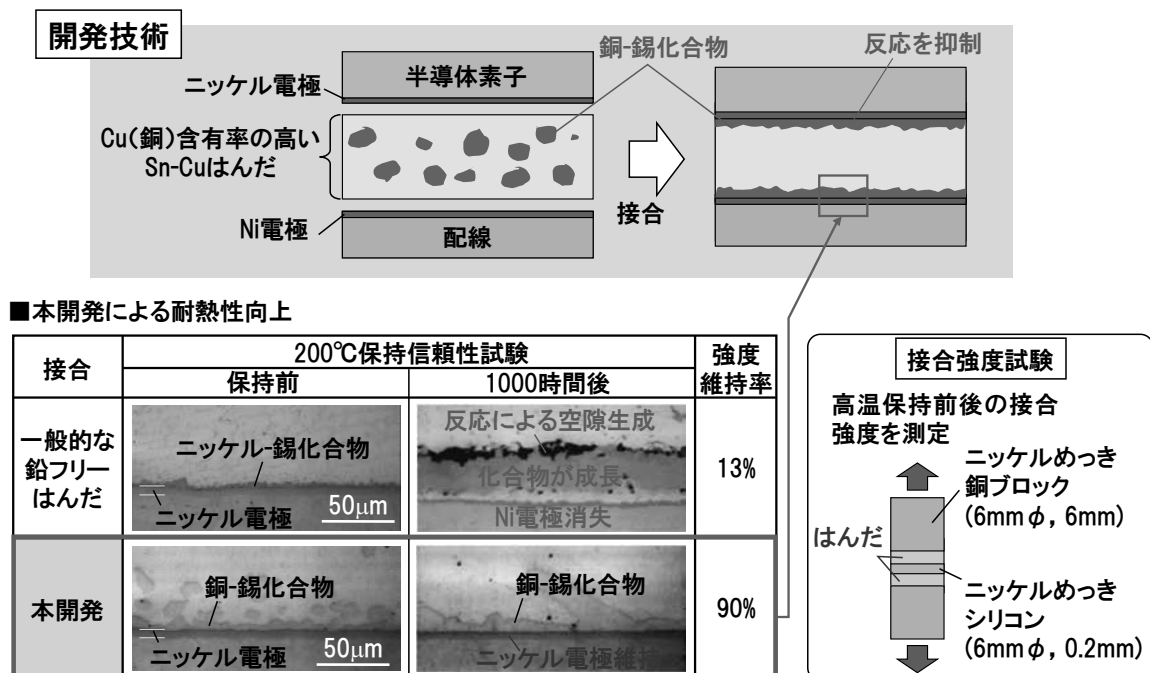 開発技術
銅-錫化合物
反応を抑制
ニッケル電極
半導体素子
Cu(銅)含有率の高い
Sn-Cuはんだ
接合
Ni電極
配線
■本開発による耐熱性向上
接合
200℃保持信頼性試験
強度
維持率
保持前
1000時間後
一般的な
鉛フリー
はんだ
ニッケル-錫化合物
ニッケル電極
50μm
反応による空隙生成
化合物が成長
Ni電極消失
13%
本開発
銅-錫化合物
ニッケル電極
50μm
銅-錫化合物
ニッケル電極維持
90%
接合強度試験
高温保持前後の接合
強度を測定
ニッケルめっき
銅ブロック
(6mmφ, 6mm)
はんだ
ニッケルめっき
シリコン
(6mmφ, 0.2mm)